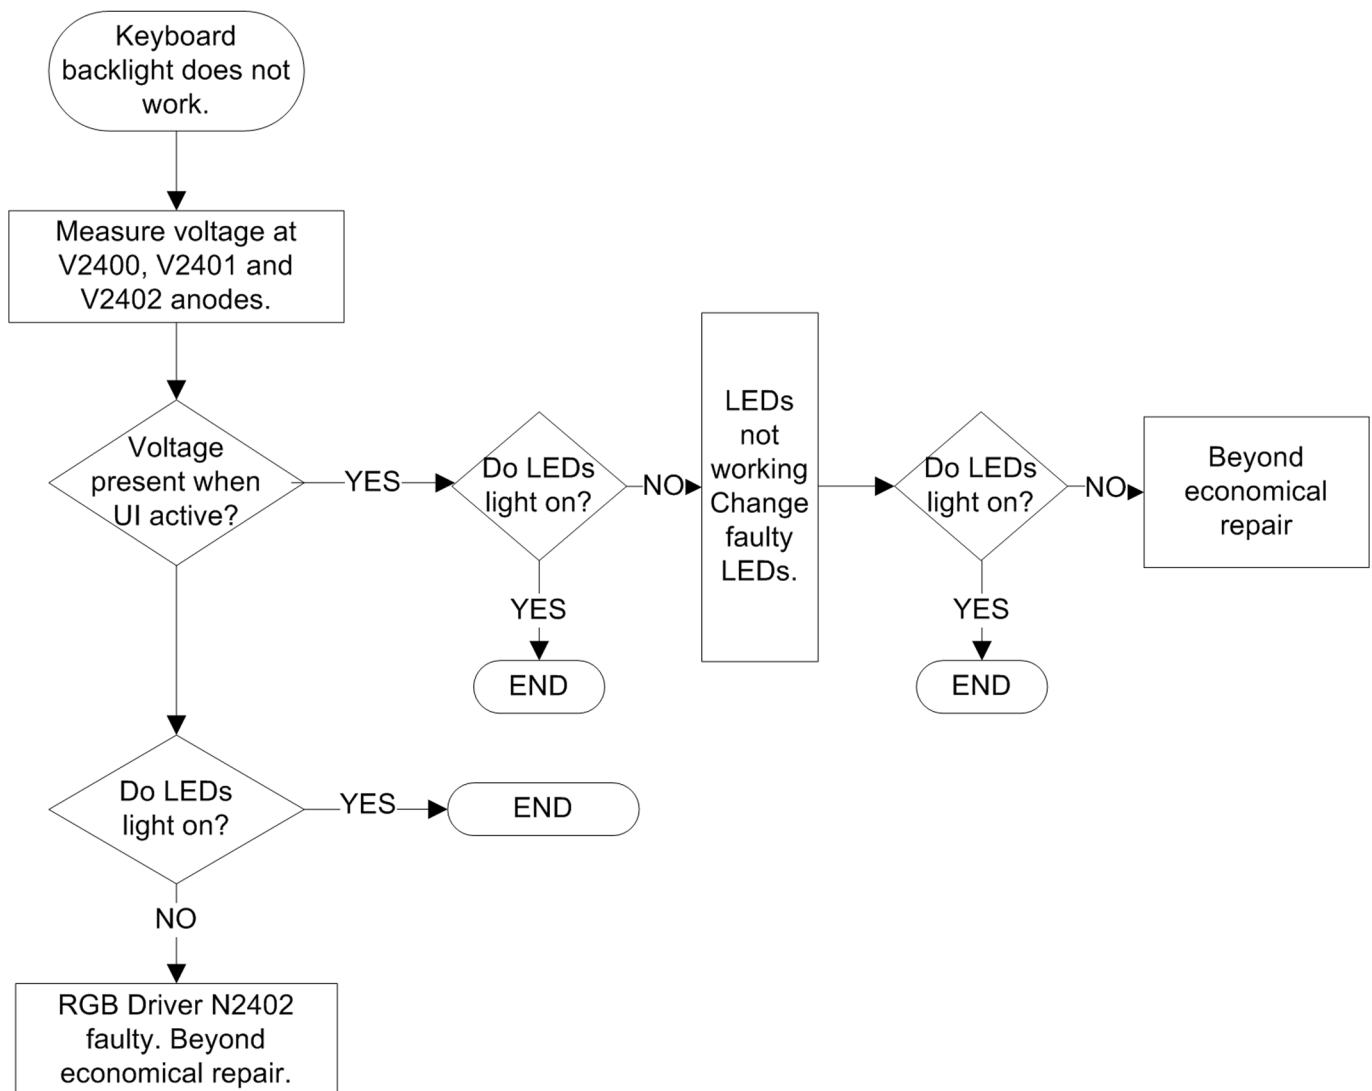 Keyboard
backlight does not
work.
Measure voltage at
V2400, V2401 and
V2402 anodes.
Voltage
present when
UI active?
YES
Do LEDs
light on?
NO
LEDs
not
working
Change
faulty
LEDs.
Do LEDs
light on?
NO
Beyond
economical
repair
YES
END
YES
END
Do LEDs
light on?
YES
END
NO
RGB Driver N2402
faulty. Beyond
economical repair.